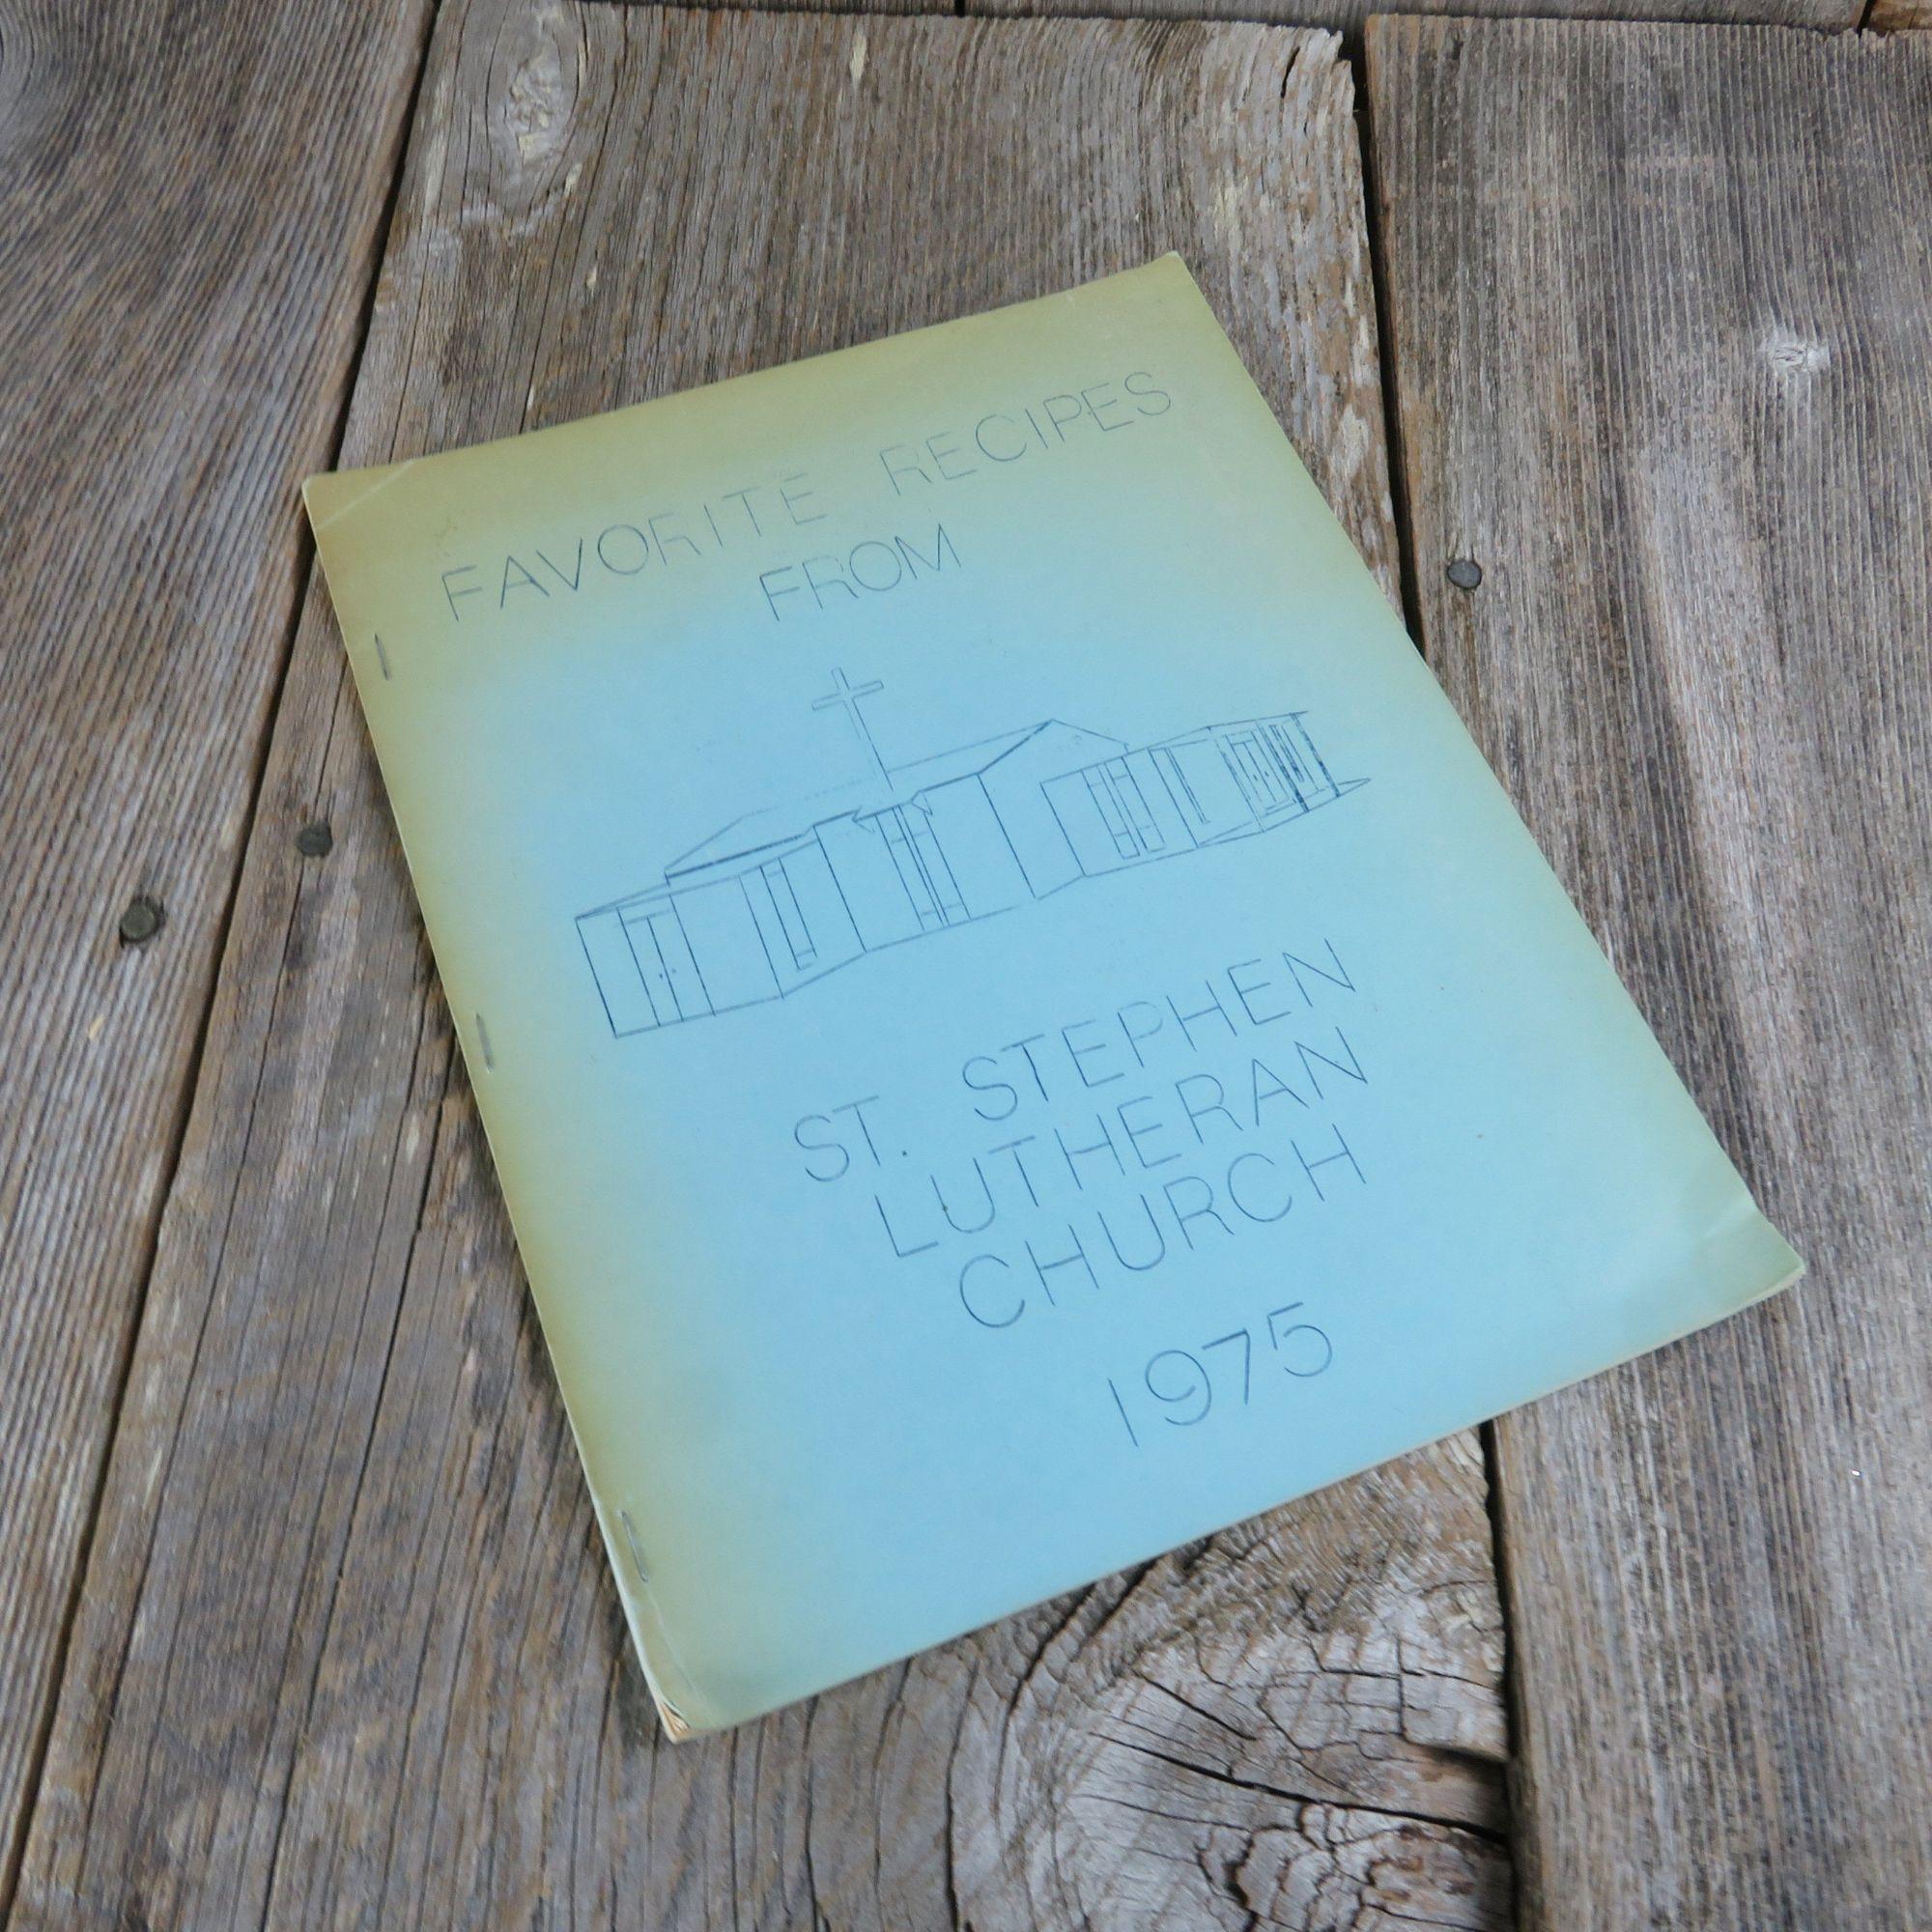 FAVORITE RECIPES
FROM
ST. STEPHEN
LUTHERAN
CHURCH
1975